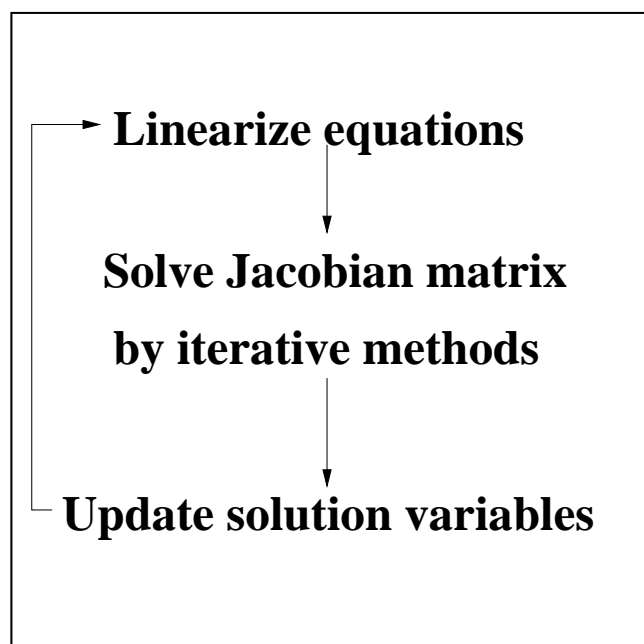 Linearize equations
Solve Jacobian matrix
by iterative methods
Update solution variables